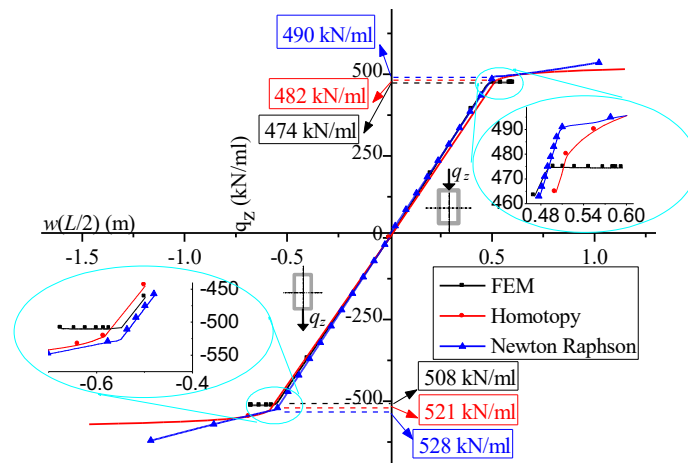 490 kN/ml
482 kN/ml
474 kN/ml
500
250
0
-250
-500
q_z (kN/ml)
w(L/2) (m)
-1.5
-1.0
-0.5
0.5
1.0
q_z
q_z
490
480
470
460
0.48 0.56 0.60
-450
-500
-550
-0.6 -0.4
FEM
Homotopy
Newton Raphson
508 kN/ml
521 kN/ml
528 kN/ml